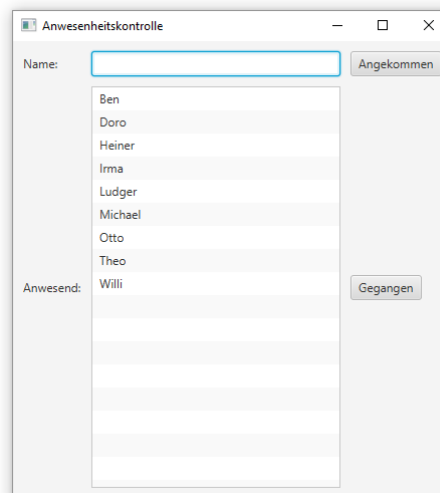 Anwesenheitskontrolle
Name:
Angekommen
Ben
Doro
Heiner
Irma
Ludger
Michael
Otto
Theo
Willi
Anwesend:
Gegangen